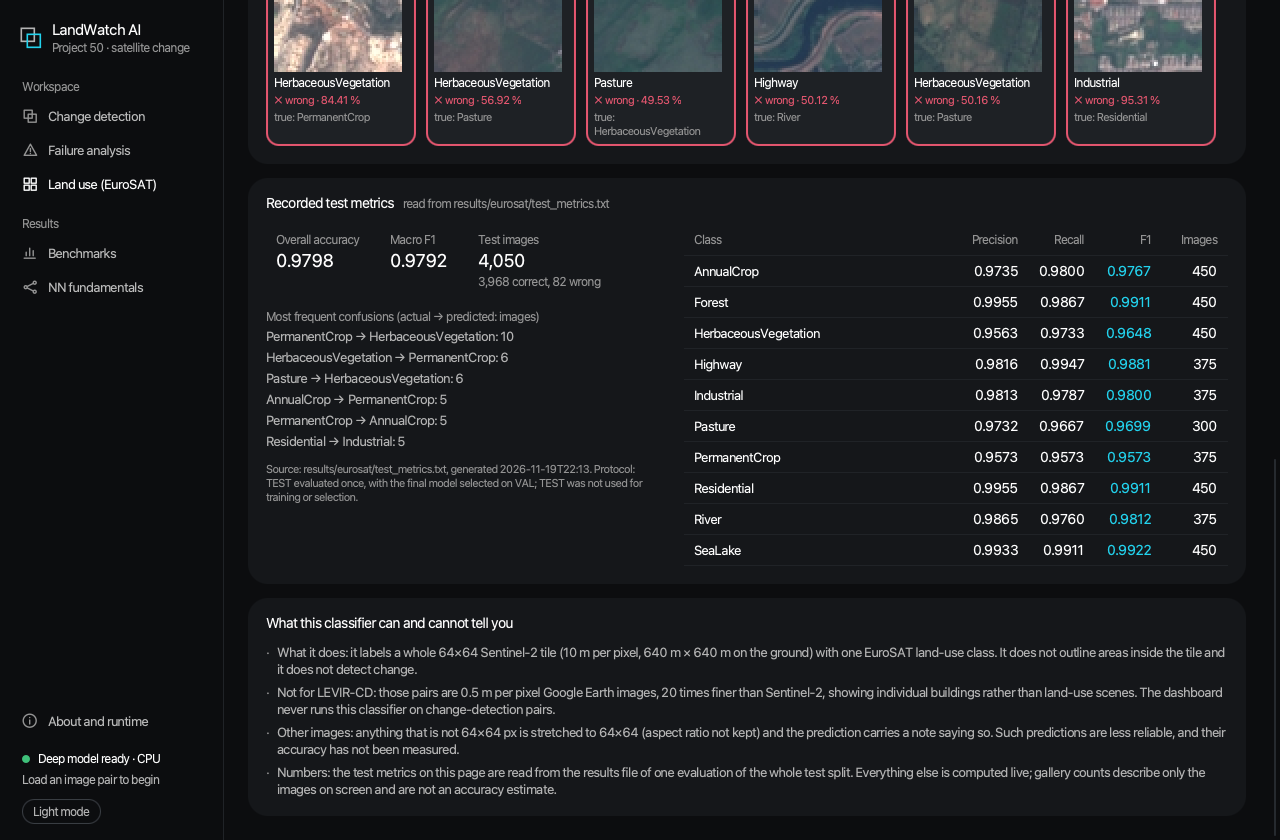 LandWatch AI
Project 50 · satellite change
Workspace
Change detection
Failure analysis
Land use (EuroSAT)
Results
Benchmarks
NN fundamentals
About and runtime
Deep model ready · CPU
Load an image pair to begin
Light mode
HerbaceousVegetation
✕ wrong · 84.41 %
true: PermanentCrop
HerbaceousVegetation
✕ wrong · 56.92 %
true: Pasture
Pasture
✕ wrong · 49.53 %
true:
HerbaceousVegetation
Highway
✕ wrong · 50.12 %
true: River
HerbaceousVegetation
✕ wrong · 50.16 %
true: Pasture
Industrial
✕ wrong · 95.31 %
true: Residential
Recorded test metrics read from results/eurosat/test_metrics.txt
Overall accuracy
0.9798
Macro F1
0.9792
Test images
4,050
3,968 correct, 82 wrong
Most frequent confusions (actual → predicted: images)
PermanentCrop → HerbaceousVegetation: 10
HerbaceousVegetation → PermanentCrop: 6
Pasture → HerbaceousVegetation: 6
AnnualCrop → PermanentCrop: 5
PermanentCrop → AnnualCrop: 5
Residential → Industrial: 5
Source: results/eurosat/test_metrics.txt, generated 2026-11-19T22:13. Protocol:
TEST evaluated once, with the final model selected on VAL; TEST was not used for
training or selection.
Class Precision Recall F1 Images
AnnualCrop 0.9735 0.9800 0.9767 450
Forest 0.9955 0.9867 0.9911 450
HerbaceousVegetation 0.9563 0.9733 0.9648 450
Highway 0.9816 0.9947 0.9881 375
Industrial 0.9813 0.9787 0.9800 375
Pasture 0.9732 0.9667 0.9699 300
PermanentCrop 0.9573 0.9573 0.9573 375
Residential 0.9955 0.9867 0.9911 450
River 0.9865 0.9760 0.9812 375
SeaLake 0.9933 0.9911 0.9922 450
What this classifier can and cannot tell you
· What it does: it labels a whole 64×64 Sentinel-2 tile (10 m per pixel, 640 m × 640 m on the ground) with one EuroSAT land-use class. It does not outline areas inside the tile and
it does not detect change.
· Not for LEVIR-CD: those pairs are 0.5 m per pixel Google Earth images, 20 times finer than Sentinel-2, showing individual buildings rather than land-use scenes. The dashboard
never runs this classifier on change-detection pairs.
· Other images: anything that is not 64×64 px is stretched to 64×64 (aspect ratio not kept) and the prediction carries a note saying so. Such predictions are less reliable, and their
accuracy has not been measured.
· Numbers: the test metrics on this page are read from the results file of one evaluation of the whole test split. Everything else is computed live; gallery counts describe only the
images on screen and are not an accuracy estimate.